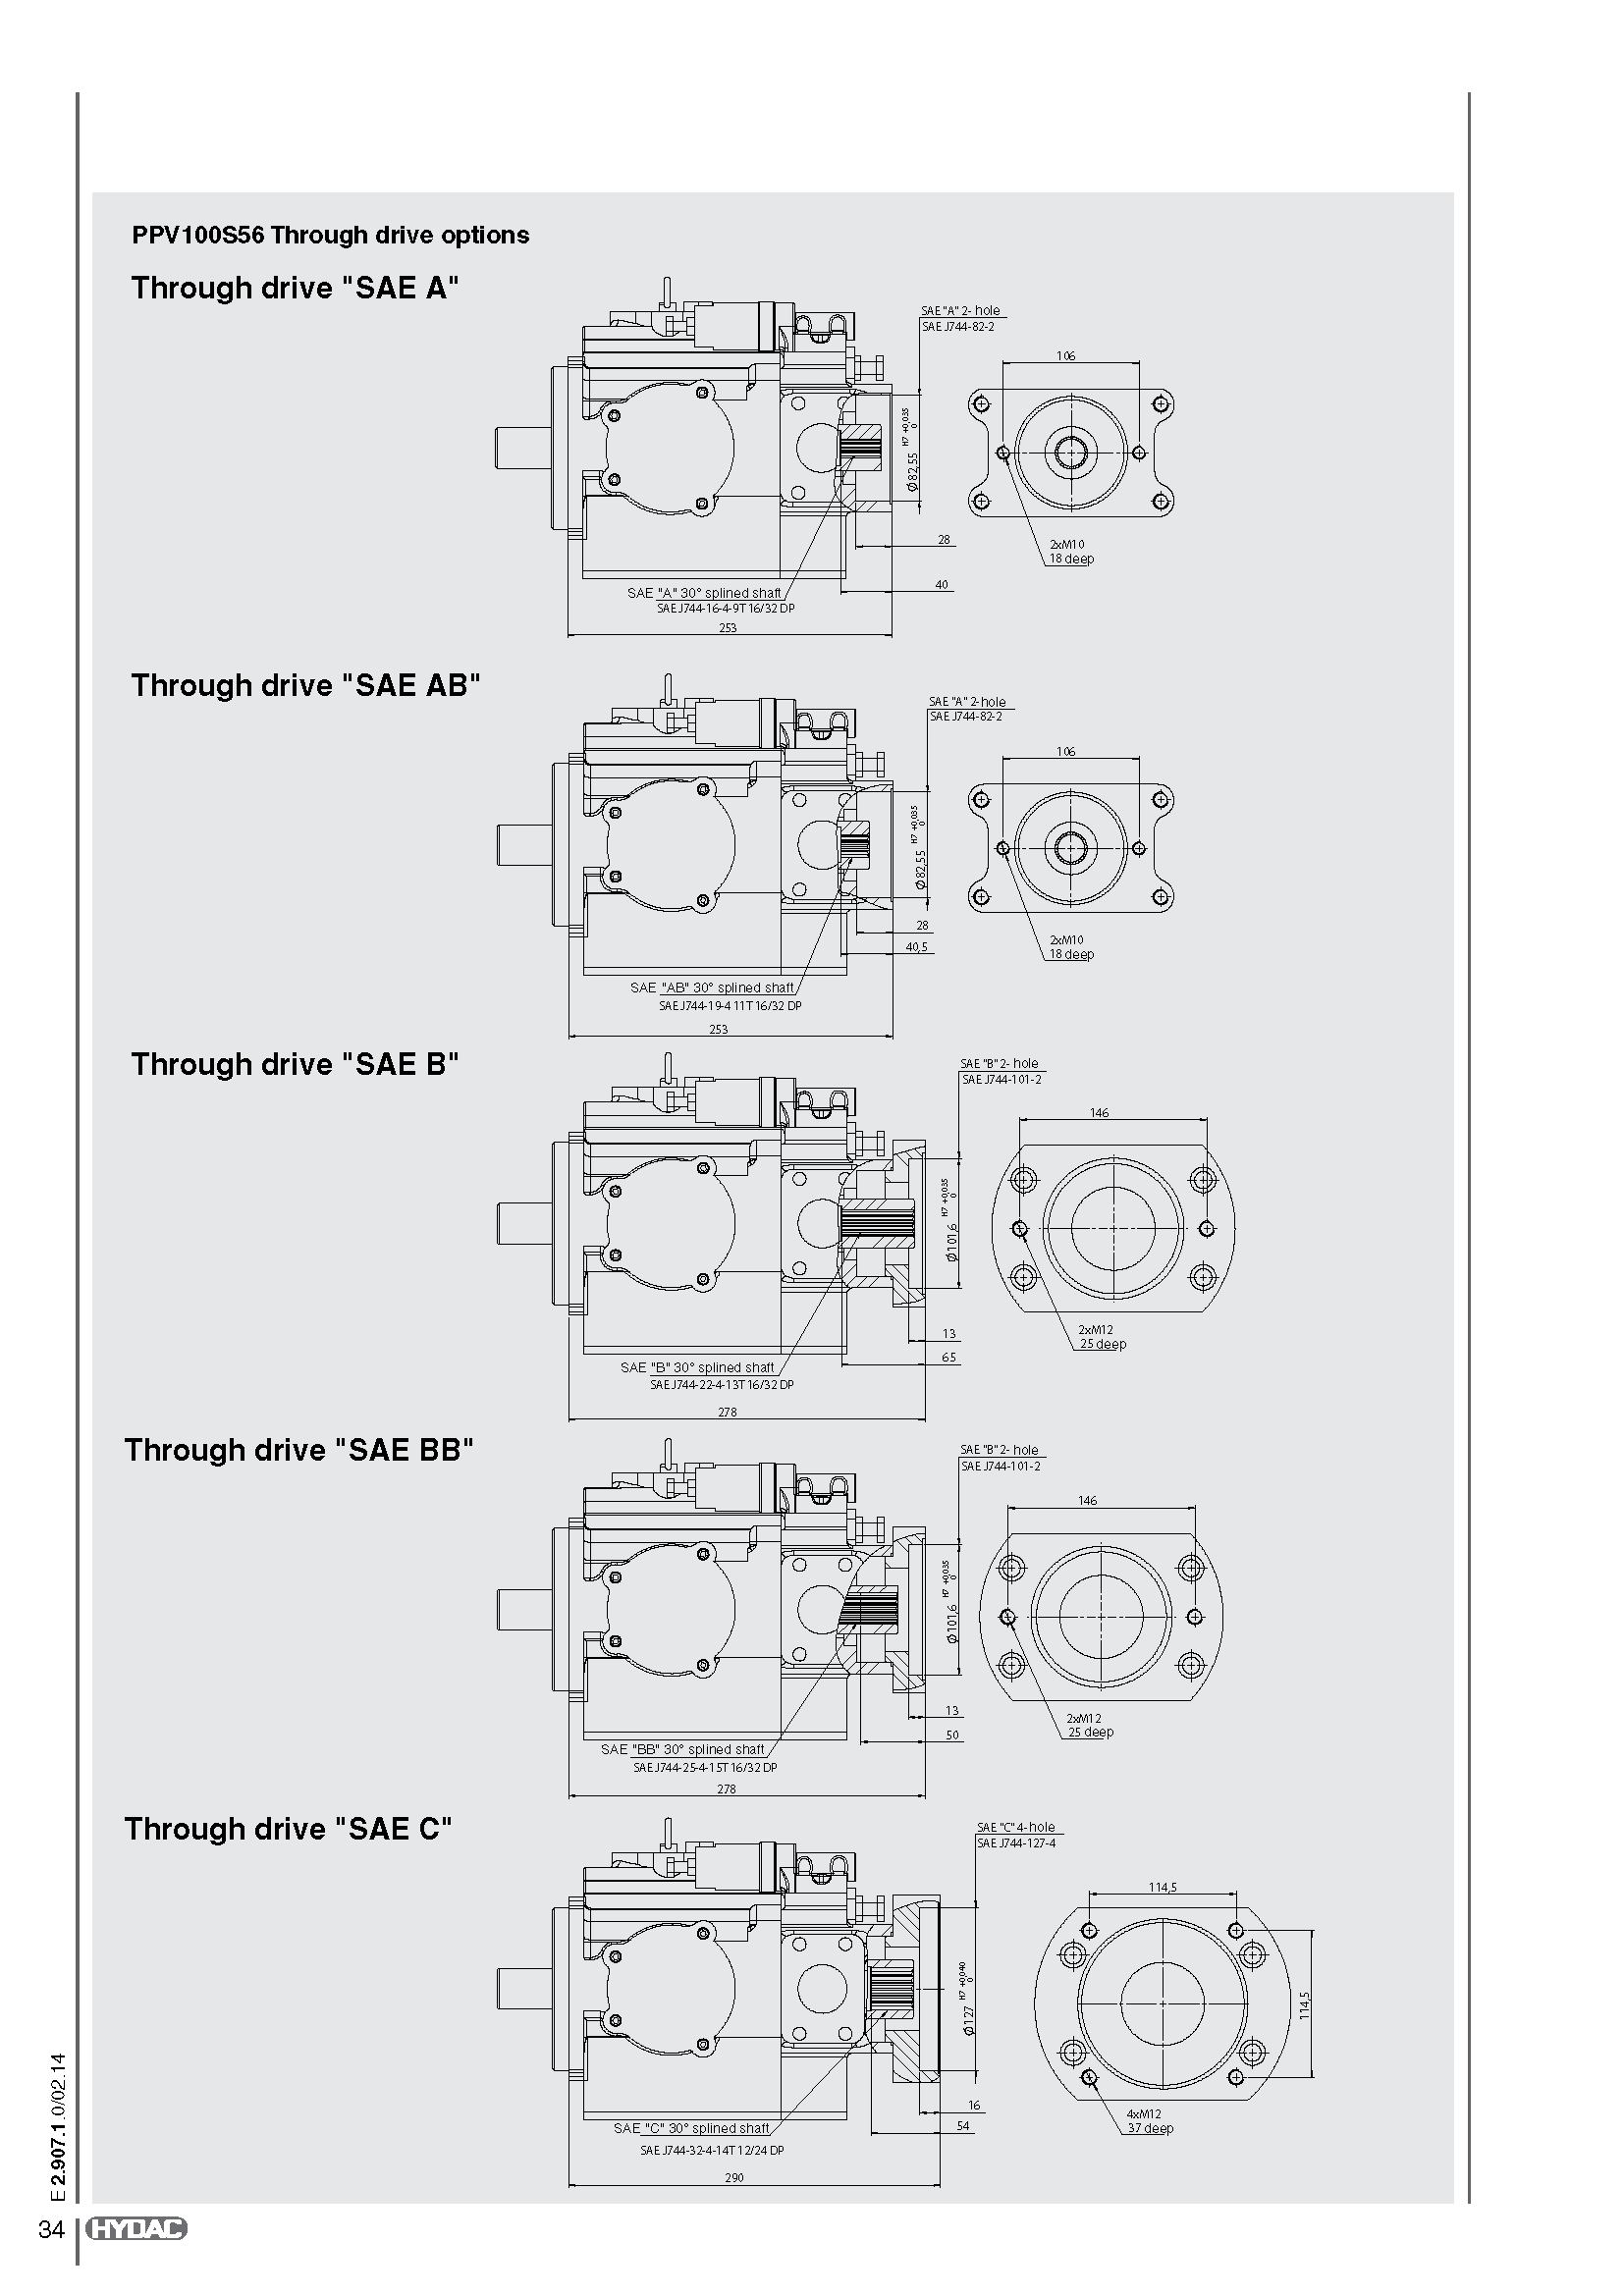 PPV100S56 Through drive options
Through drive "SAE A"
SAE "A" 2- hole
SAE J744-82-2
106
Ø82,55 H7 +0,035 0
2xM10
18 deep
28
40
SAE "A" 30° splined shaft
SAE J744-16-4-9T 16/32 DP
253
Through drive "SAE AB"
SAE "A" 2-hole
SAE J744-82-2
106
Ø82,55 H7 +0,035 0
2xM10
18 deep
28
40,5
SAE "AB" 30° splined shaft
SAE J744-19-4 11T 16/32 DP
253
Through drive "SAE B"
SAE "B" 2- hole
SAE J744-101-2
146
Ø101,6 H7 +0,035 0
2xM12
25 deep
13
65
SAE "B" 30° splined shaft
SAE J744-22-4-13T 16/32 DP
278
Through drive "SAE BB"
SAE "B" 2- hole
SAE J744-101-2
146
Ø101,6 H7 +0,035 0
2xM12
25 deep
13
50
SAE "BB" 30° splined shaft
SAE J744-25-4-15T 16/32 DP
278
Through drive "SAE C"
SAE "C" 4-hole
SAE J744-127-4
114,5
Ø127 H7 +0,040 0
114,5
4xM12
37 deep
16
54
SAE "C" 30° splined shaft
SAE J744-32-4-14T 12/24 DP
290
E 2.907.1.0/02.14
34 HYDAC